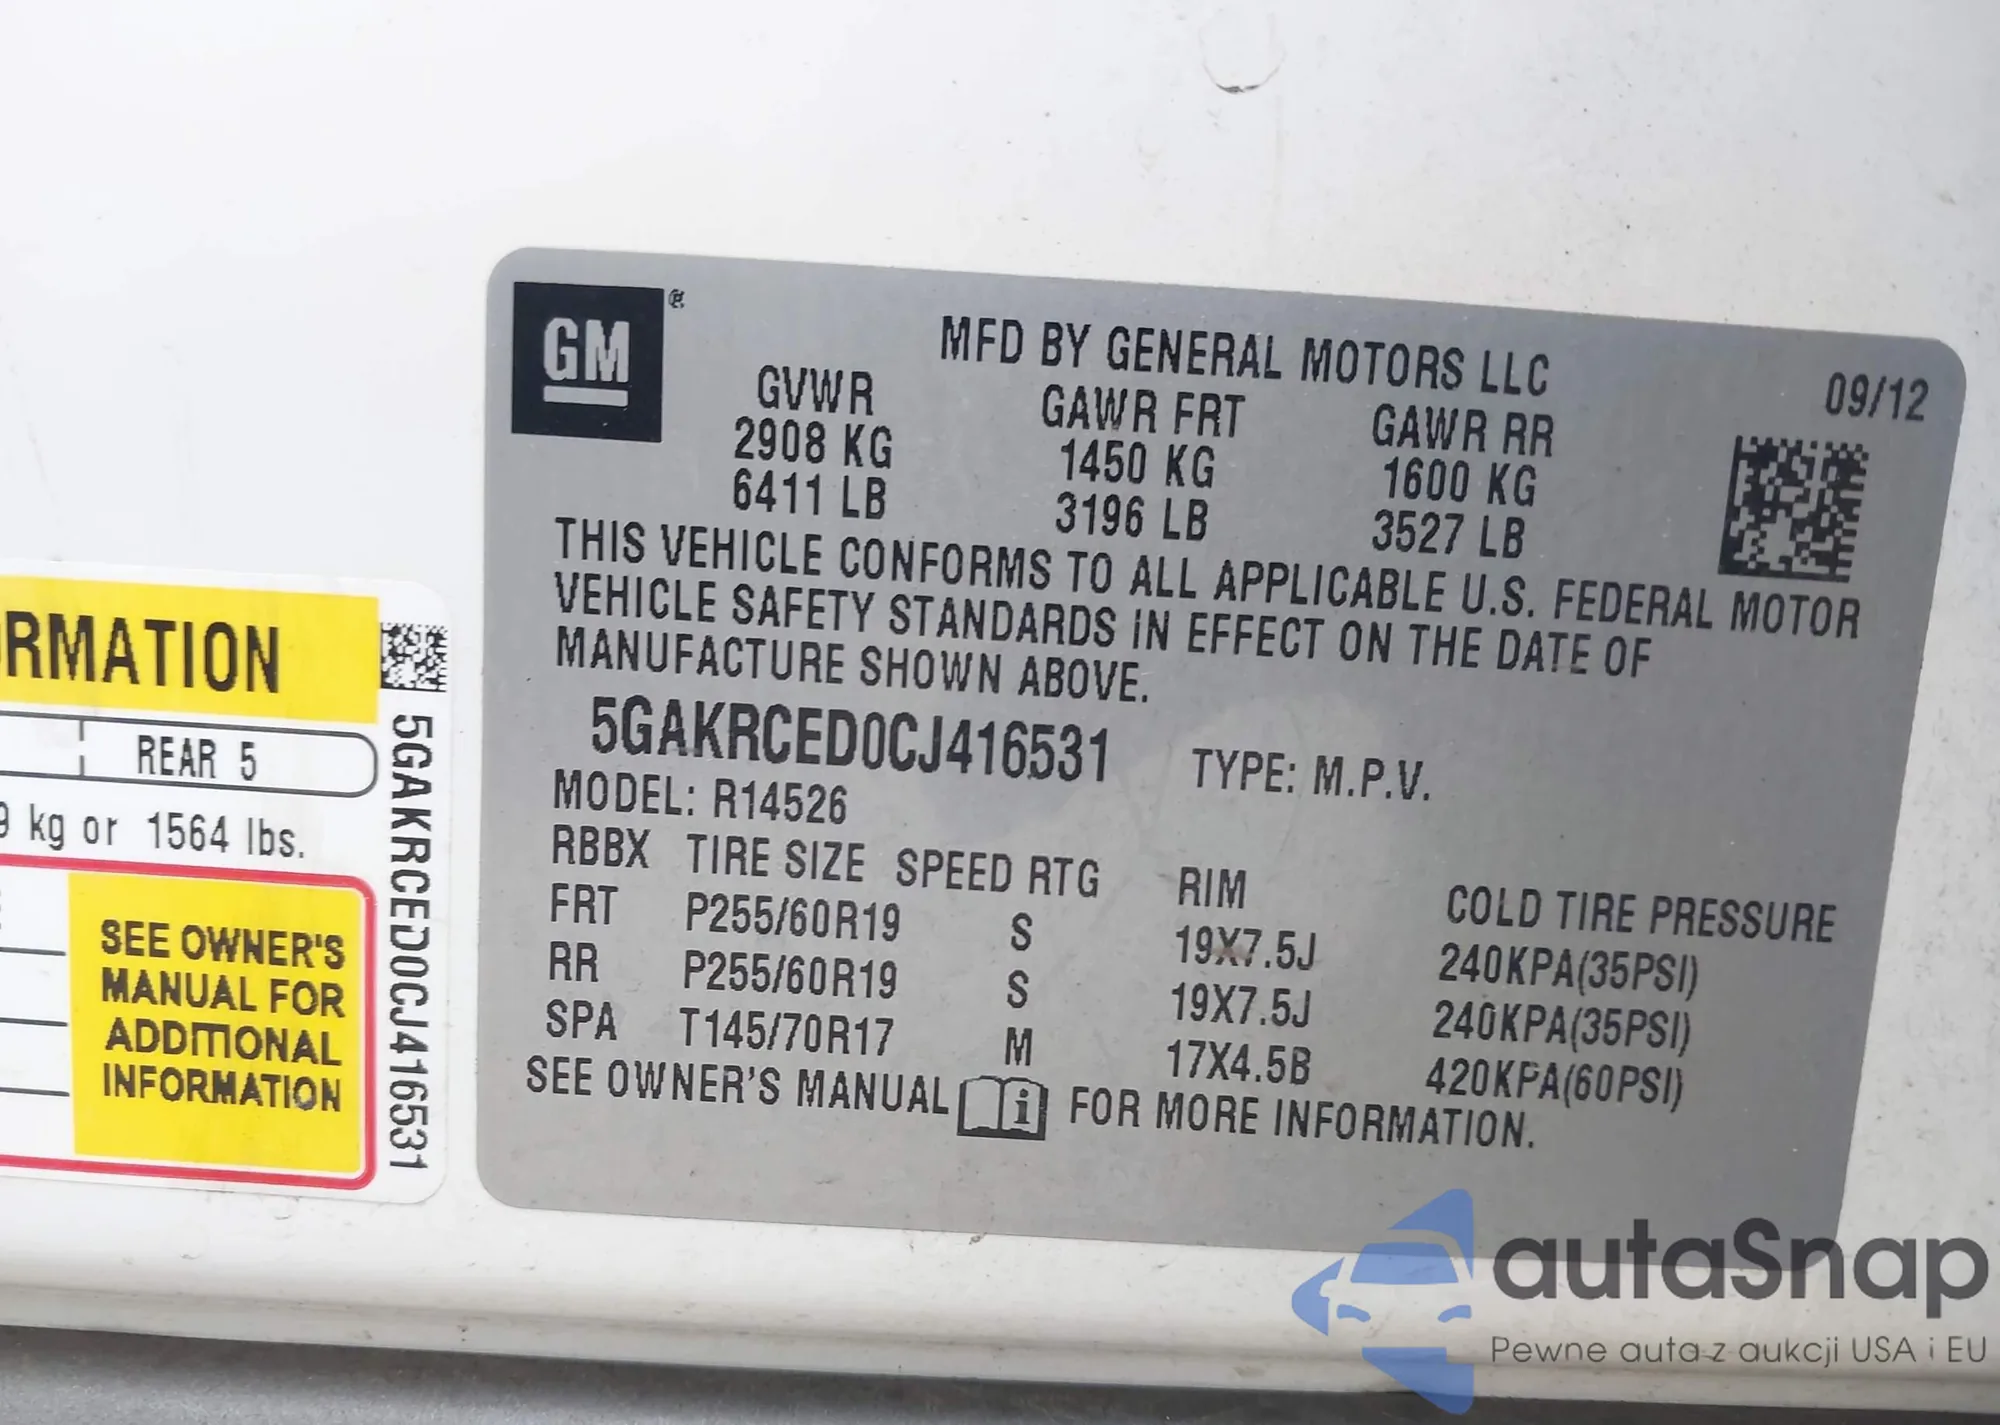 GM®
MFD BY GENERAL MOTORS LLC
09/12
GVWR GAWR FRT GAWR RR
2908 KG 1450 KG 1600 KG
6411 LB 3196 LB 3527 LB
THIS VEHICLE CONFORMS TO ALL APPLICABLE U.S. FEDERAL MOTOR
VEHICLE SAFETY STANDARDS IN EFFECT ON THE DATE OF
MANUFACTURE SHOWN ABOVE.
5GAKRCED0CJ416531 TYPE: M.P.V.
MODEL: R14526
RBBX TIRE SIZE SPEED RTG RIM COLD TIRE PRESSURE
FRT P255/60R19 S 19X7.5J 240KPA(35PSI)
RR P255/60R19 S 19X7.5J 240KPA(35PSI)
SPA T145/70R17 M 17X4.5B 420KPA(60PSI)
SEE OWNER'S MANUAL i FOR MORE INFORMATION.
RMATION
REAR 5
9 kg or 1564 lbs.
SEE OWNER'S
MANUAL FOR
ADDITIONAL
INFORMATION
5GAKRCED0CJ416531
autaSnap
Pewne auta z aukcji USA i EU